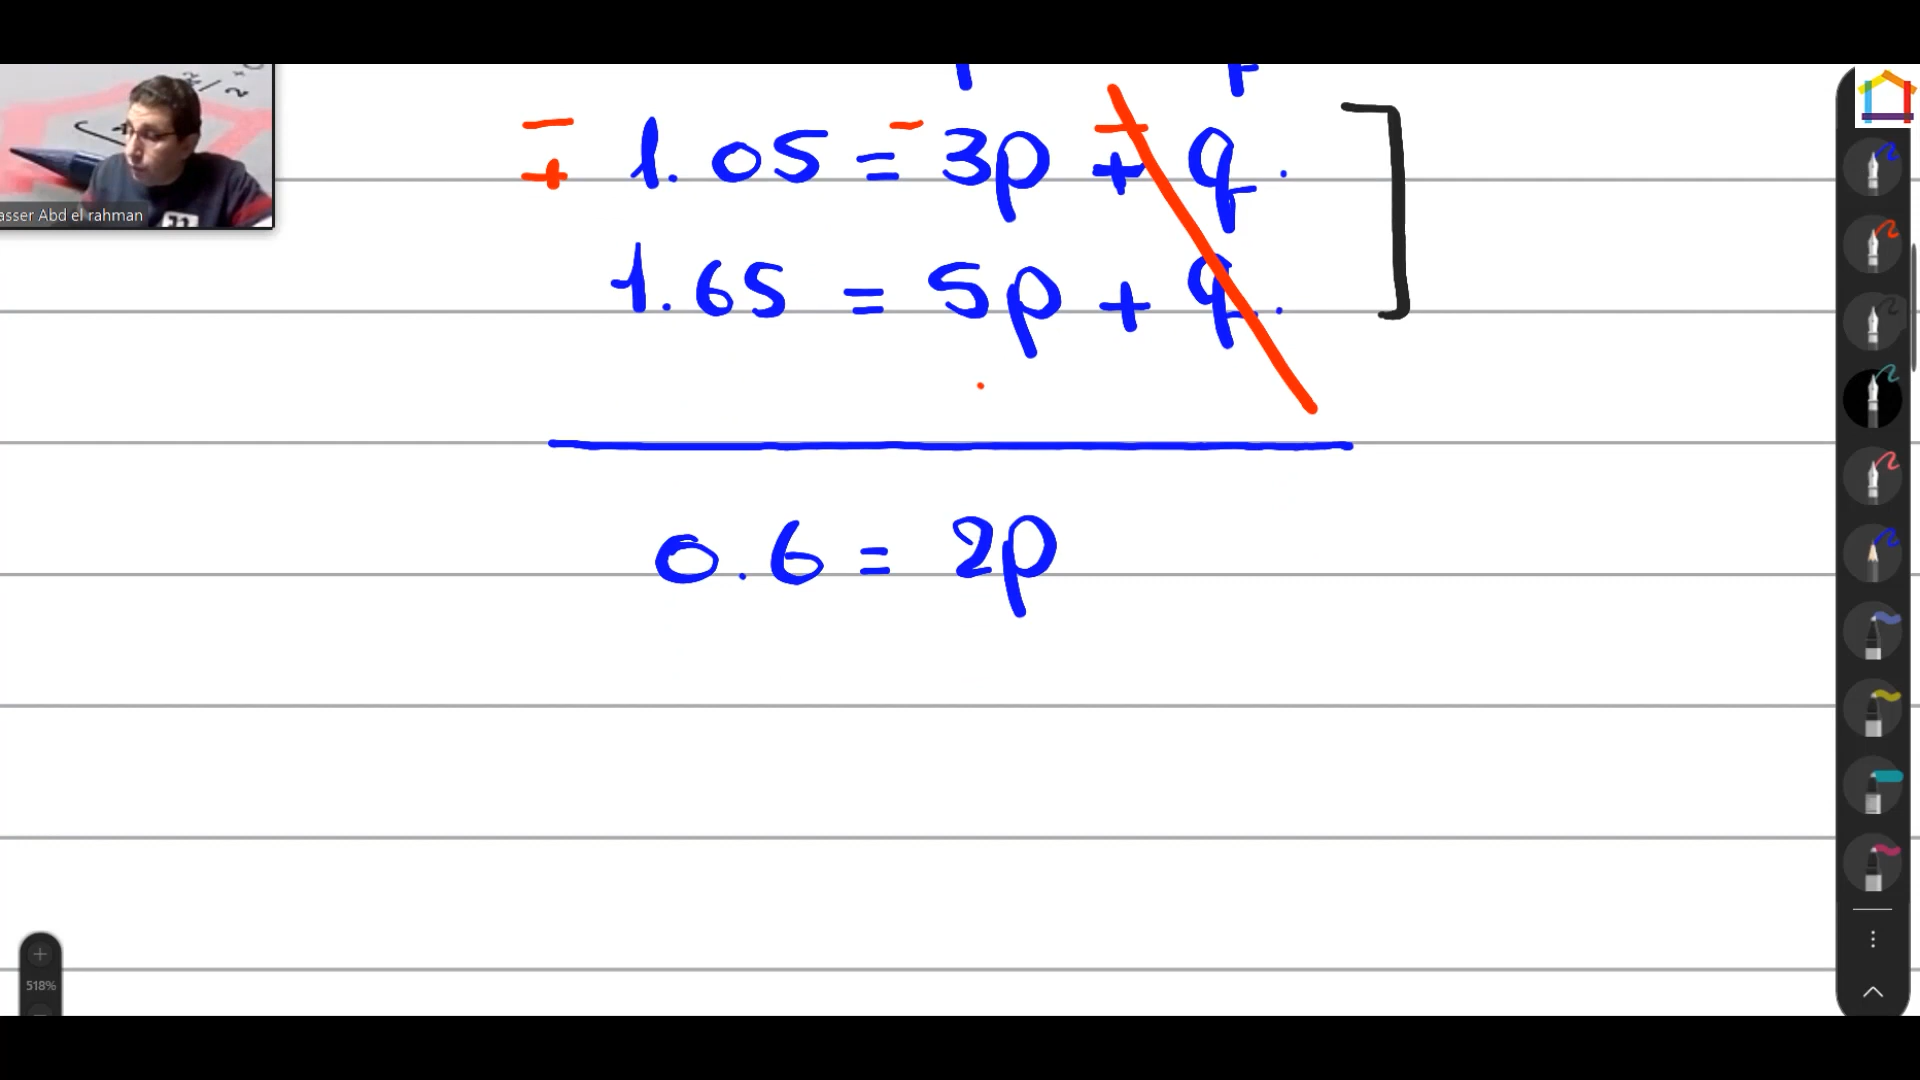 1.05 = 3p + q.
1.65 = 5p + q.
0.6 = 2p
asser Abd el rahman
518%